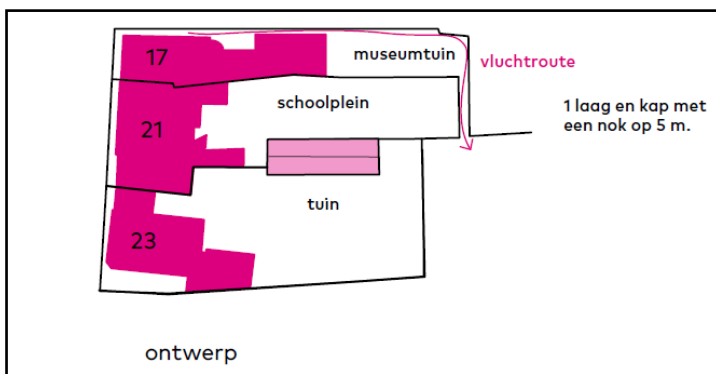 17
museumtuin
vluchtroute
schoolplein
1 laag en kap met
een nok op 5 m.
21
tuin
23
ontwerp